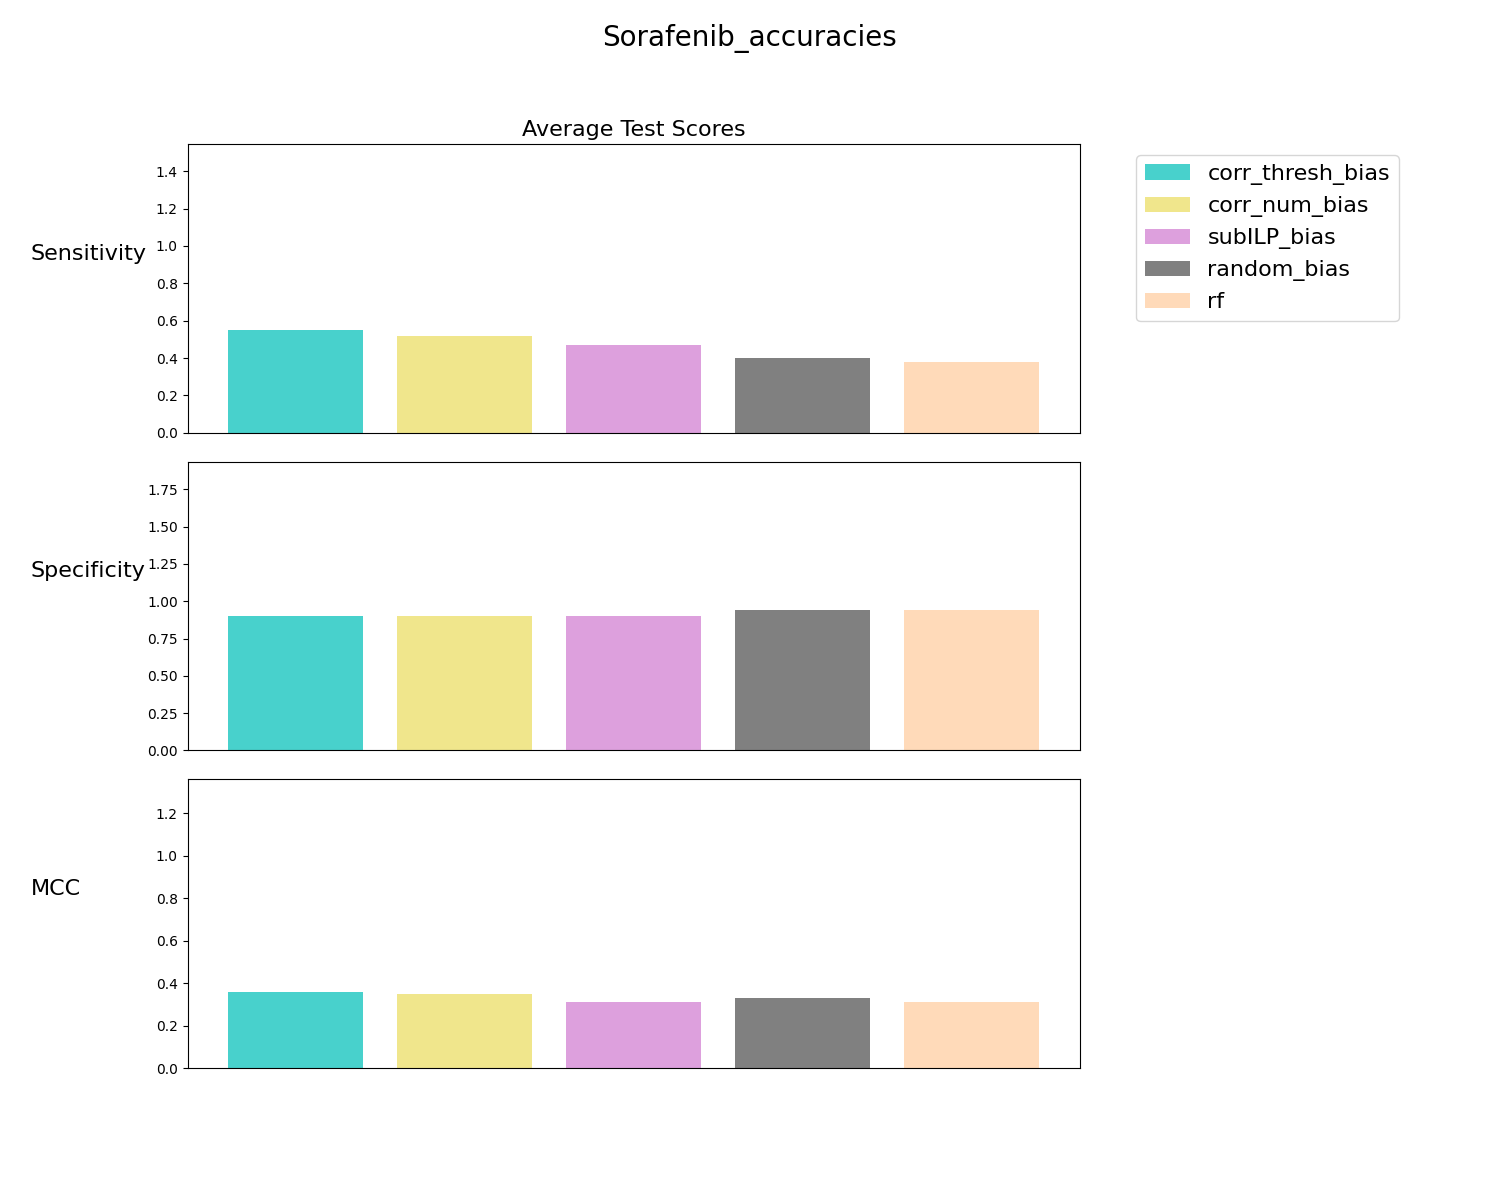 Sorafenib_accuracies
Average Test Scores
Sensitivity
1.4
1.2
1.0
0.8
0.6
0.4
0.2
0.0
corr_thresh_bias
corr_num_bias
subILP_bias
random_bias
rf
Specificity
1.75
1.50
1.25
1.00
0.75
0.50
0.25
0.00
MCC
1.2
1.0
0.8
0.6
0.4
0.2
0.0